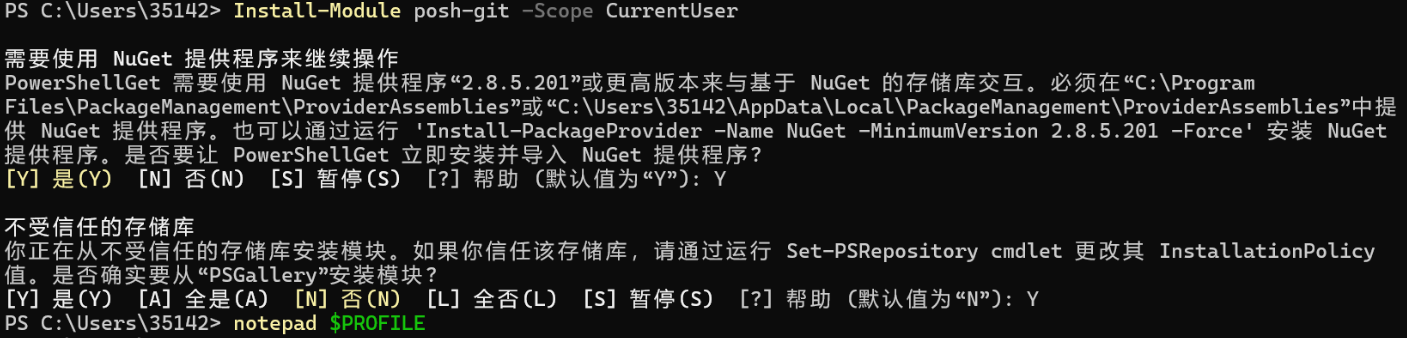 PS C:\Users\35142> Install-Module posh-git -Scope CurrentUser
需要使用 NuGet 提供程序来继续操作
PowerShellGet 需要使用 NuGet 提供程序“2.8.5.201”或更高版本来与基于 NuGet 的存储库交互。必须在“C:\Program
Files\PackageManagement\ProviderAssemblies”或“C:\Users\35142\AppData\Local\PackageManagement\ProviderAssemblies”中提
供 NuGet 提供程序。也可以通过运行 'Install-PackageProvider -Name NuGet -MinimumVersion 2.8.5.201 -Force' 安装 NuGet
提供程序。是否要让 PowerShellGet 立即安装并导入 NuGet 提供程序?
[Y] 是(Y)  [N] 否(N)  [S] 暂停(S)  [?] 帮助 (默认值为“Y”): Y
不受信任的存储库
你正在从不受信任的存储库安装模块。如果你信任该存储库，请通过运行 Set-PSRepository cmdlet 更改其 InstallationPolicy
值。是否确实要从“PSGallery”安装模块?
[Y] 是(Y)  [A] 全是(A)  [N] 否(N)  [L] 全否(L)  [S] 暂停(S)  [?] 帮助 (默认值为“N”): Y
PS C:\Users\35142> notepad $PROFILE